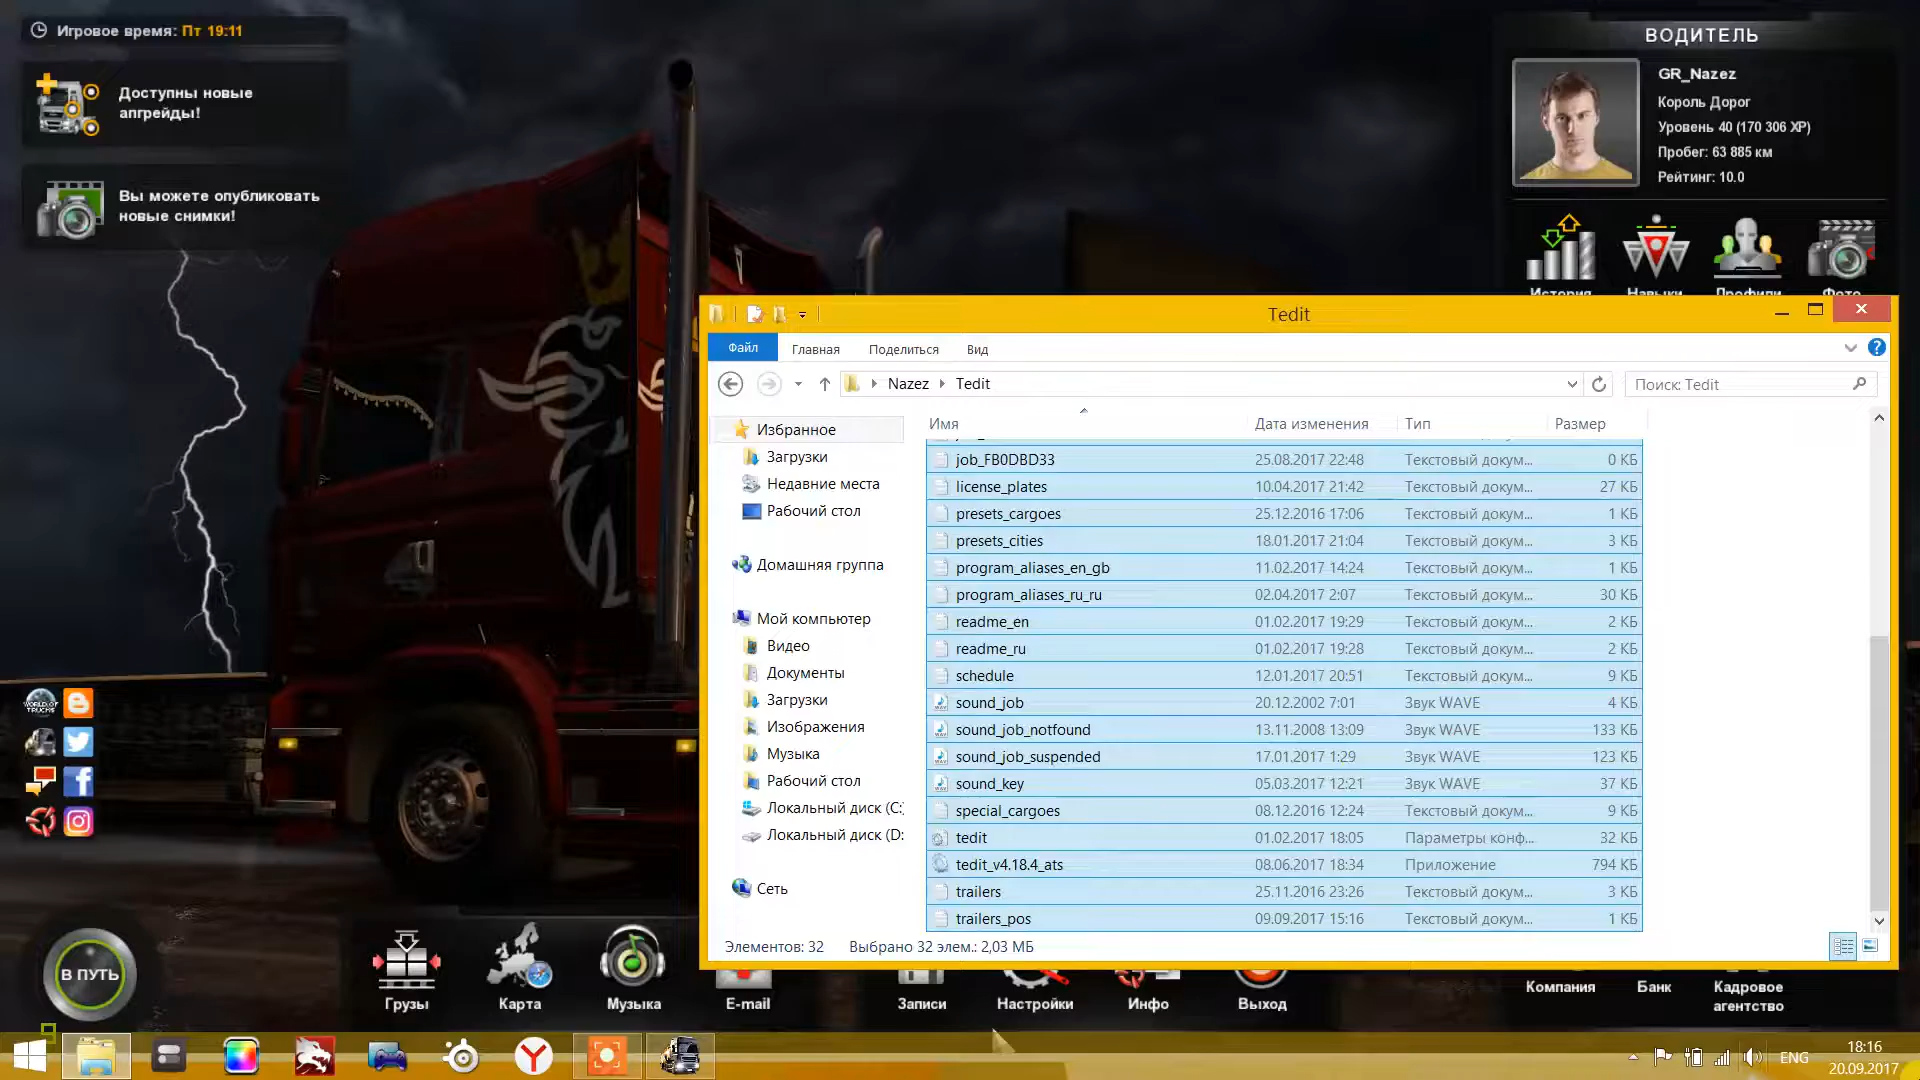 Игровое время: Пт 19:11
Доступны новые
апгрейды!
Вы можете опубликовать
новые снимки!
ВОДИТЕЛЬ
GR_Nazez
Король Дорог
Уровень 40 (170 306 XP)
Пробег: 63 885 км
Рейтинг: 10.0
История
Навыки
Профили
Фото
Tedit
Файл
Главная
Поделиться
Вид
Nazez
Tedit
Поиск: Tedit
Избранное
Загрузки
Недавние места
Рабочий стол
Домашняя группа
Мой компьютер
Видео
Документы
Загрузки
Изображения
Музыка
Рабочий стол
Локальный диск (C:
Локальный диск (D:
Сеть
Имя Дата изменения Тип Размер
job_FB0DBD33 25.08.2017 22:48 Текстовый докум... 0 КБ
license_plates 10.04.2017 21:42 Текстовый докум... 27 КБ
presets_cargoes 25.12.2016 17:06 Текстовый докум... 1 КБ
presets_cities 18.01.2017 21:04 Текстовый докум... 3 КБ
program_aliases_en_gb 11.02.2017 14:24 Текстовый докум... 1 КБ
program_aliases_ru_ru 02.04.2017 2:07 Текстовый докум... 30 КБ
readme_en 01.02.2017 19:29 Текстовый докум... 2 КБ
readme_ru 01.02.2017 19:28 Текстовый докум... 2 КБ
schedule 12.01.2017 20:51 Текстовый докум... 9 КБ
sound_job 20.12.2002 7:01 Звук WAVE 4 КБ
sound_job_notfound 13.11.2008 13:09 Звук WAVE 133 КБ
sound_job_suspended 17.01.2017 1:29 Звук WAVE 123 КБ
sound_key 05.03.2017 12:21 Звук WAVE 37 КБ
special_cargoes 08.12.2016 12:24 Текстовый докум... 9 КБ
tedit 01.02.2017 18:05 Параметры конф... 32 КБ
tedit_v4.18.4_ats 08.06.2017 18:34 Приложение 794 КБ
trailers 25.11.2016 23:26 Текстовый докум... 3 КБ
trailers_pos 09.09.2017 15:16 Текстовый докум... 1 КБ
Элементов: 32 Выбрано 32 элем.: 2,03 МБ
В ПУТЬ
Грузы
Карта
Музыка
E-mail
Записи
Настройки
Инфо
Выход
Компания
Банк
Кадровое
агентство
ENG
18:16
20.09.2017